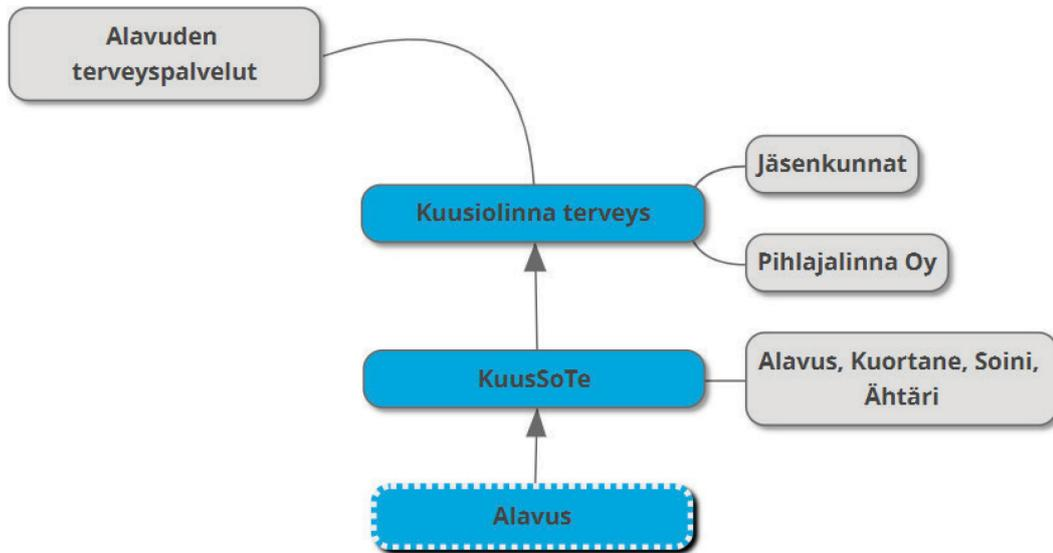 Alavuden
terveyspalvelut
Jäsenkunnat
Kuusiolinna terveys
Pihlajalinna Oy
KuusSoTe
Alavus, Kuortane, Soini,
Ähtäri
Alavus